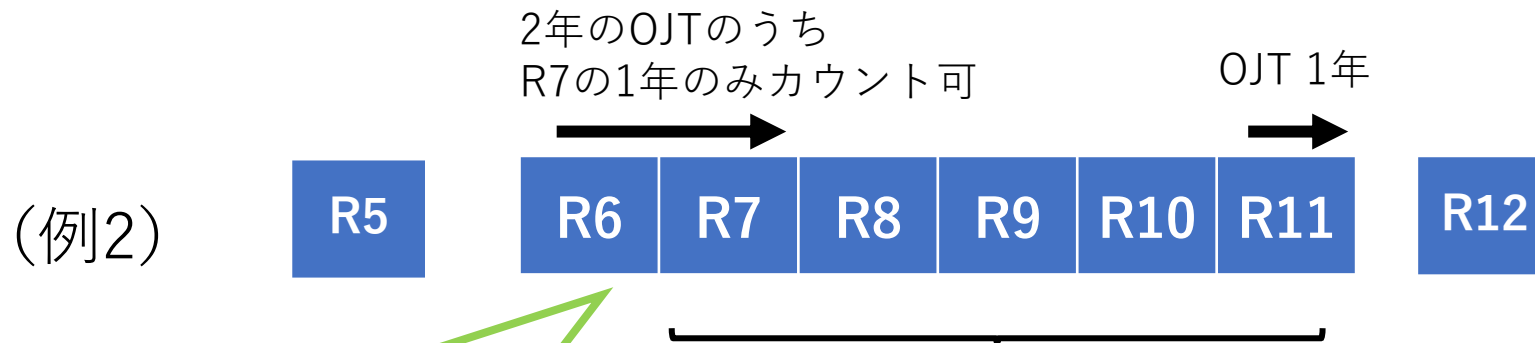 2年のOJTのうち
R7の1年のみカウント可
OJT 1年
(例2)
R5
R6
R7
R8
R9
R10
R11
R12